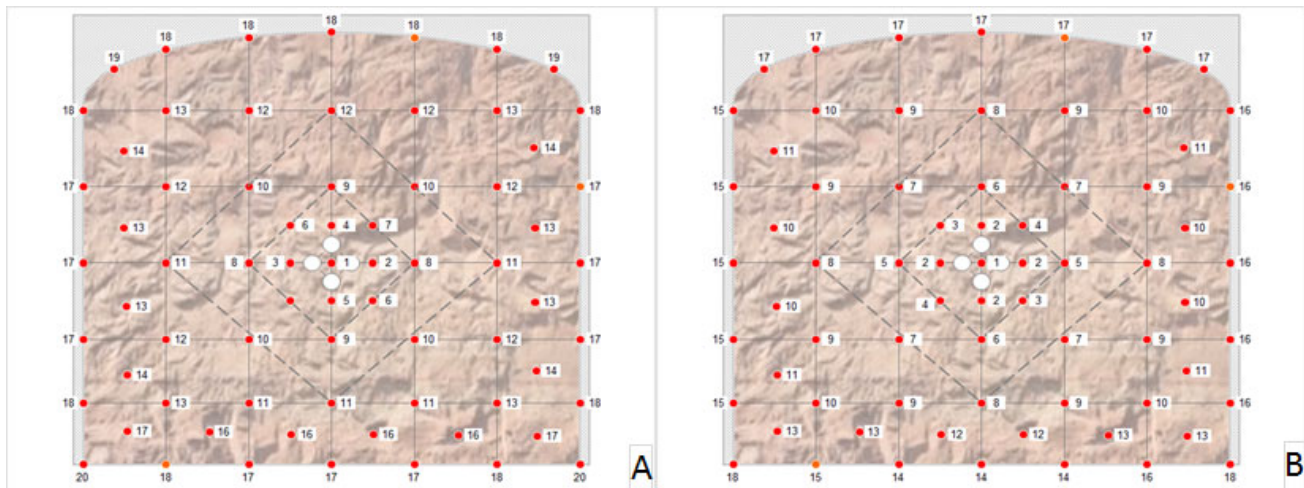 18 18 18 18 18
19 19
18 13 12 12 12 13 18
14 14
17 12 10 9 10 12 17
6 4 7
13 13
17 11 8 3 1 2 8 11 17
5 6
13 13
17 12 10 9 10 12 17
14 14
18 13 11 11 11 13 18
17 16 16 16 16 17
20 18 17 17 17 18 20
A
17 17 17 17 17
17 17
15 10 9 8 9 10 16
11 11
15 9 7 6 7 9 16
3 2 4
10 10
15 8 5 2 1 2 5 8 16
4 2 3
10 10
15 9 7 6 7 9 16
11 11
15 10 9 8 9 10 16
13 13 12 12 13 13
18 15 14 14 14 15 18
B